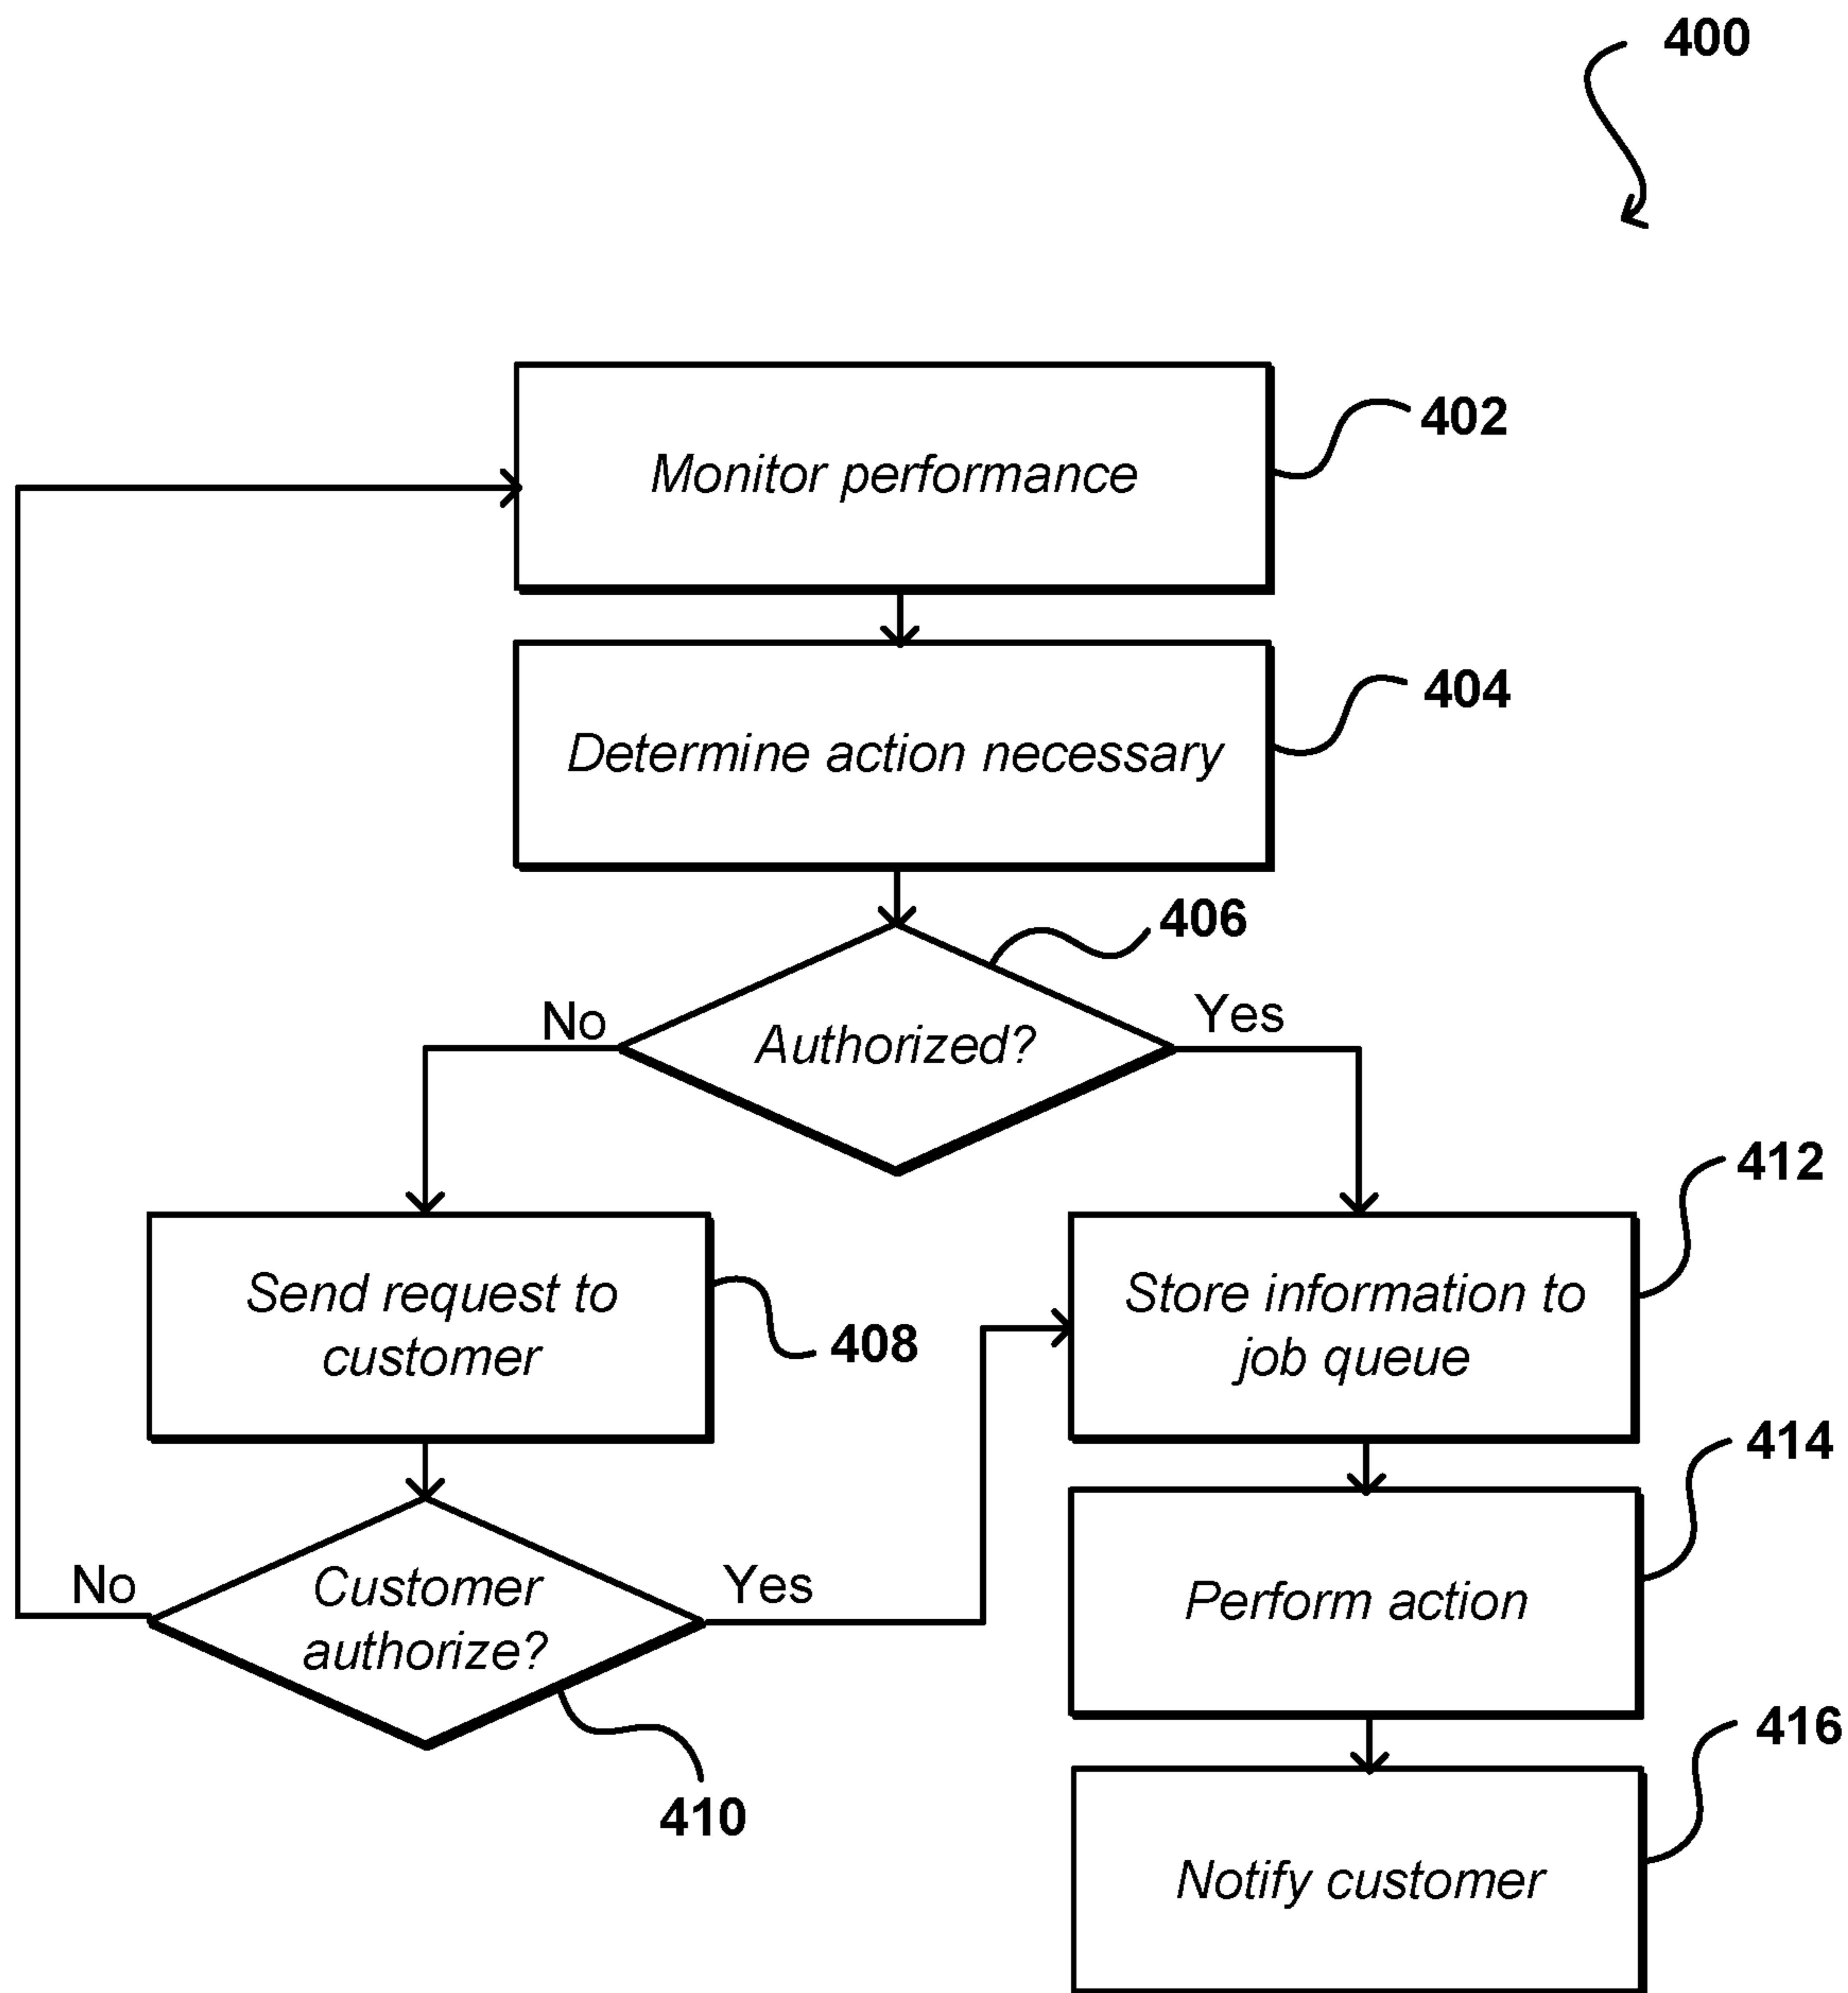 400
Monitor performance
402
Determine action necessary
404
406
No
Authorized?
Yes
Send request to
customer
408
Store information to
job queue
412
No
Customer
authorize?
Yes
410
Perform action
414
Notify customer
416